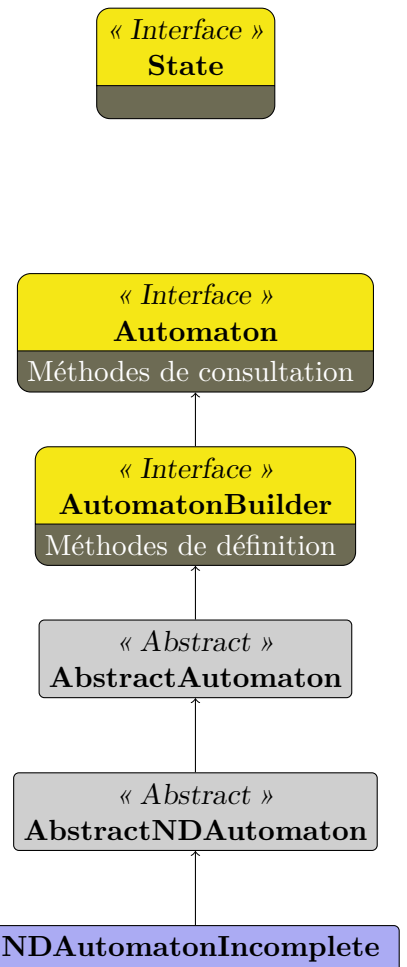 « Interface »
State
« Interface »
Automaton
Méthodes de consultation
« Interface »
AutomatonBuilder
Méthodes de définition
« Abstract »
AbstractAutomaton
« Abstract »
AbstractNDAutomaton
NDAutomatonIncomplete